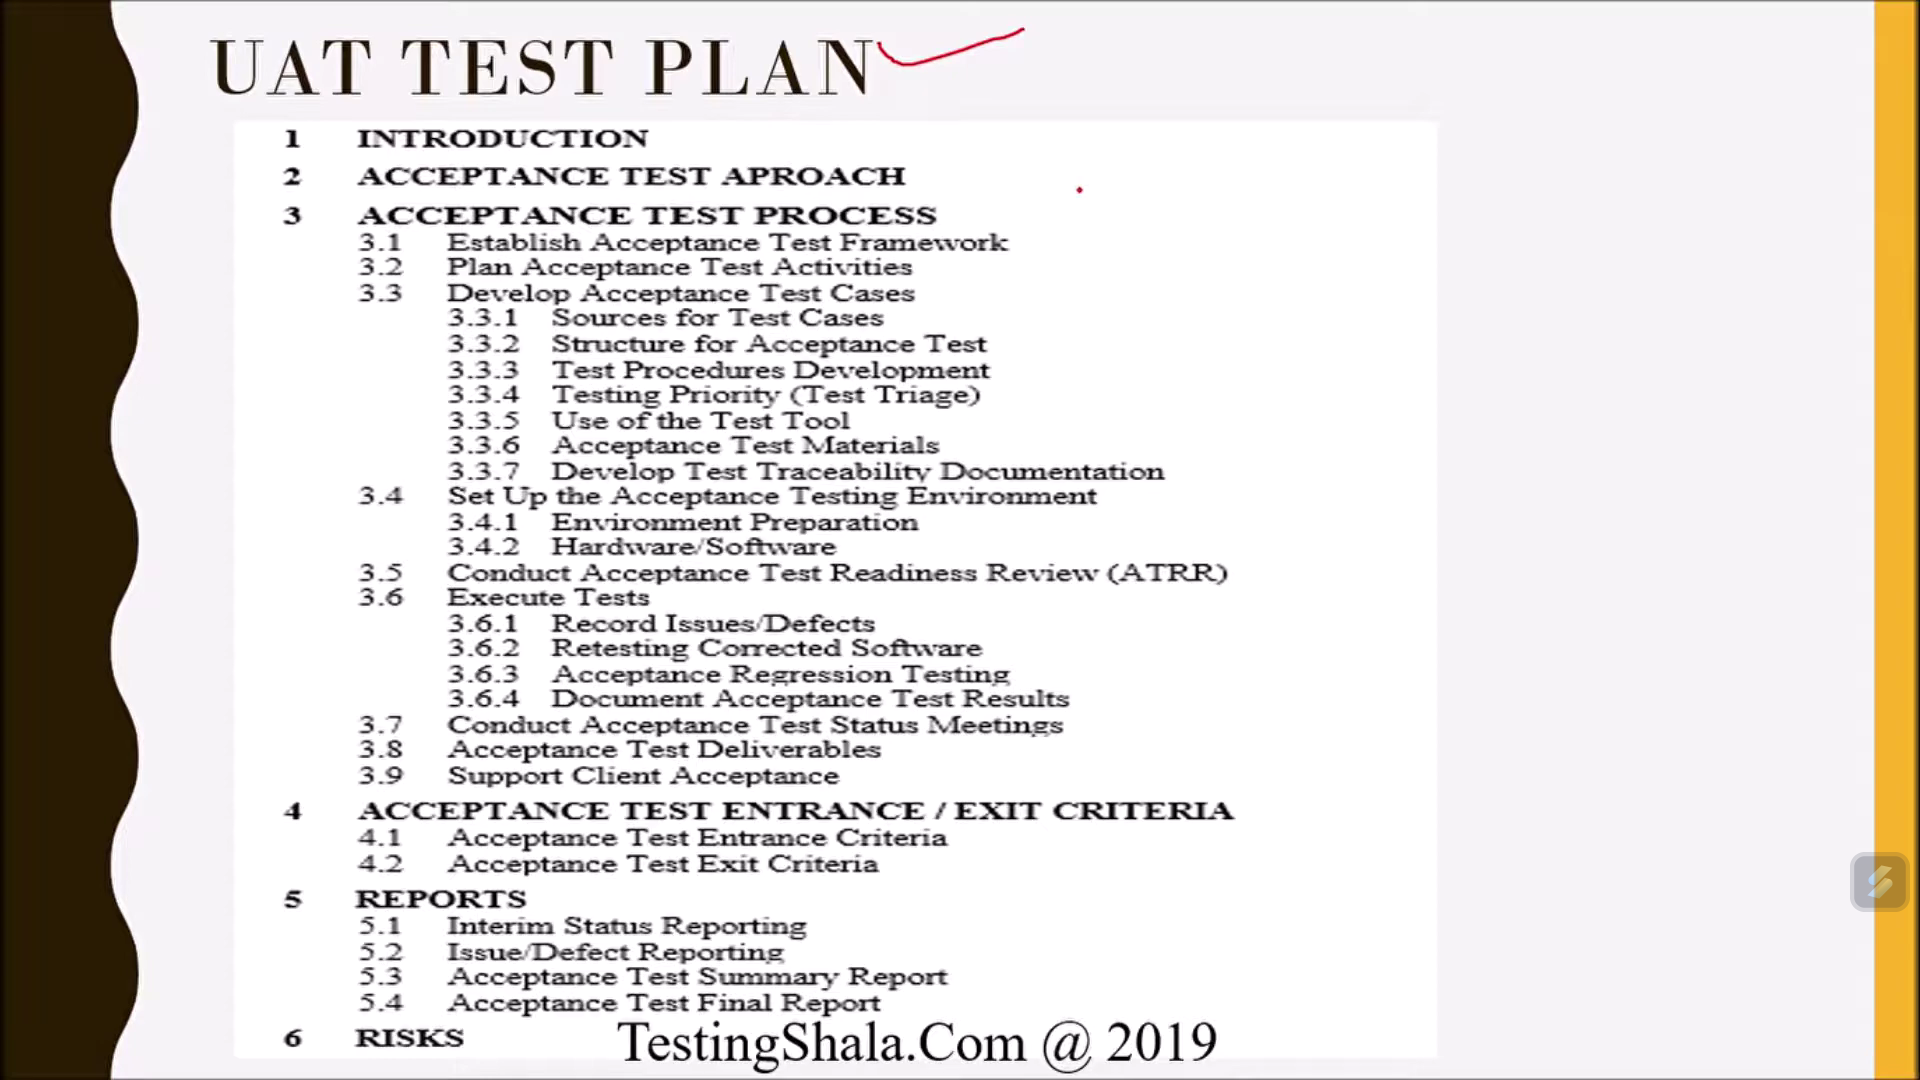 UAT TEST PLAN
1 INTRODUCTION
2 ACCEPTANCE TEST APROACH
3 ACCEPTANCE TEST PROCESS
3.1 Establish Acceptance Test Framework
3.2 Plan Acceptance Test Activities
3.3 Develop Acceptance Test Cases
3.3.1 Sources for Test Cases
3.3.2 Structure for Acceptance Test
3.3.3 Test Procedures Development
3.3.4 Testing Priority (Test Triage)
3.3.5 Use of the Test Tool
3.3.6 Acceptance Test Materials
3.3.7 Develop Test Traceability Documentation
3.4 Set Up the Acceptance Testing Environment
3.4.1 Environment Preparation
3.4.2 Hardware/Software
3.5 Conduct Acceptance Test Readiness Review (ATRR)
3.6 Execute Tests
3.6.1 Record Issues/Defects
3.6.2 Retesting Corrected Software
3.6.3 Acceptance Regression Testing
3.6.4 Document Acceptance Test Results
3.7 Conduct Acceptance Test Status Meetings
3.8 Acceptance Test Deliverables
3.9 Support Client Acceptance
4 ACCEPTANCE TEST ENTRANCE / EXIT CRITERIA
4.1 Acceptance Test Entrance Criteria
4.2 Acceptance Test Exit Criteria
5 REPORTS
5.1 Interim Status Reporting
5.2 Issue/Defect Reporting
5.3 Acceptance Test Summary Report
5.4 Acceptance Test Final Report
6 RISKS
TestingShala.Com @ 2019